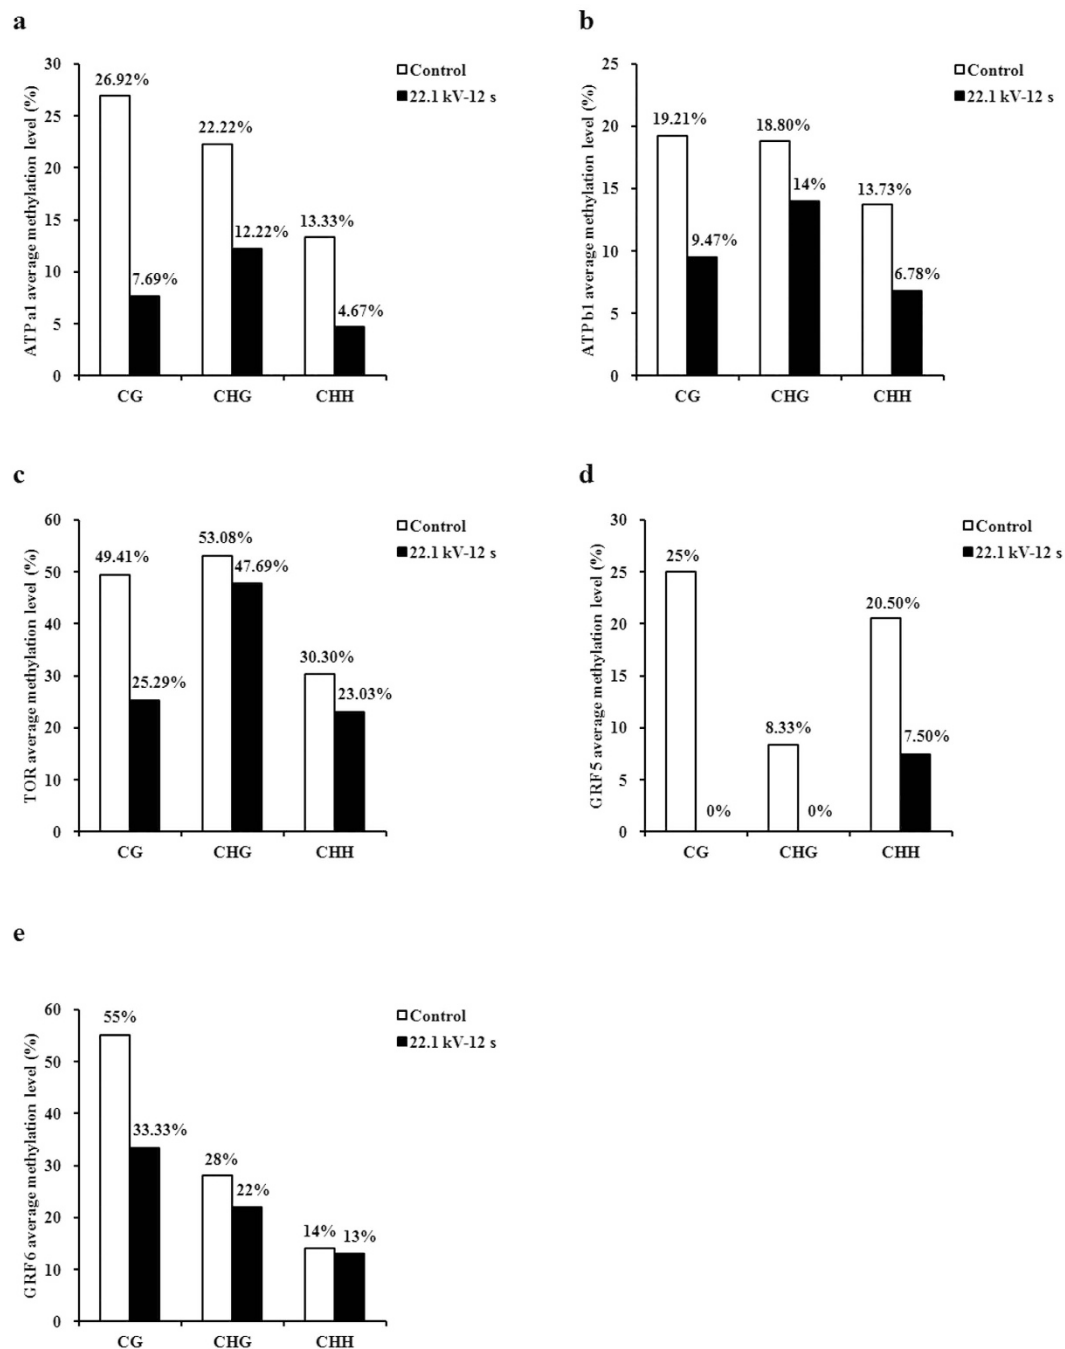 a
ATP a1 average methylation level (%)
30
25
20
15
10
5
0
26.92%
7.69%
22.22%
12.22%
13.33%
4.67%
CG
CHG
CHH
Control
22.1 kV-12 s
b
ATP b1 average methylation level (%)
25
20
15
10
5
0
19.21%
9.47%
18.80%
14%
13.73%
6.78%
CG
CHG
CHH
Control
22.1 kV-12 s
c
TOR average methylation level (%)
60
50
40
30
20
10
0
49.41%
25.29%
53.08%
47.69%
30.30%
23.03%
CG
CHG
CHH
Control
22.1 kV-12 s
d
GRF5 average methylation level (%)
30
25
20
15
10
5
0
25%
0%
8.33%
0%
20.50%
7.50%
CG
CHG
CHH
Control
22.1 kV-12 s
e
GRF6 average methylation level (%)
60
50
40
30
20
10
0
55%
33.33%
28%
22%
14%
13%
CG
CHG
CHH
Control
22.1 kV-12 s